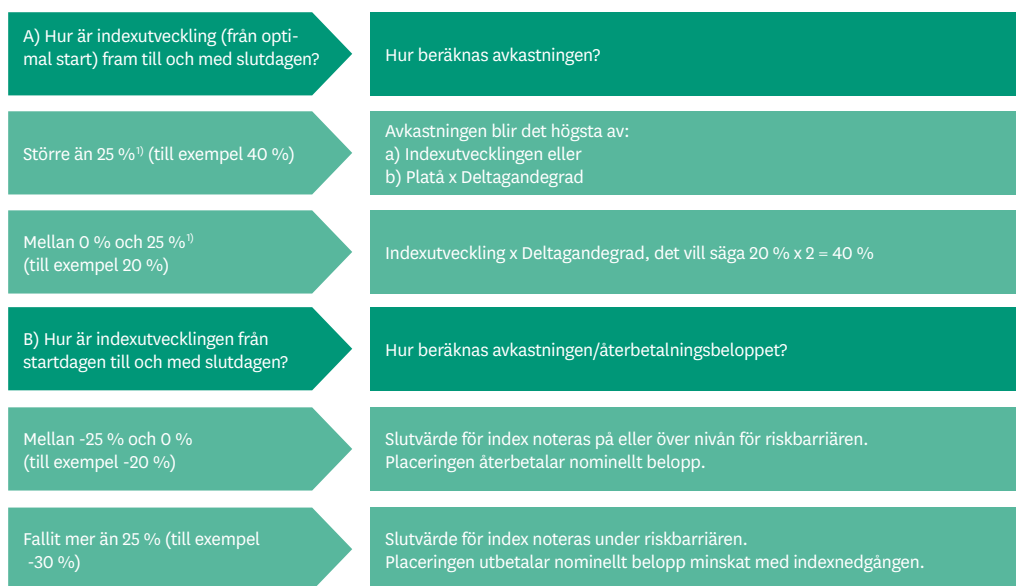 A) Hur är indexutveckling (från opti-
mal start) fram till och med slutdagen?
Hur beräknas avkastningen?
Större än 25 %¹⁾ (till exempel 40 %)
Avkastningen blir det högsta av:
a) Indexutvecklingen eller
b) Platå x Deltagandegrad
Mellan 0 % och 25 %¹⁾
(till exempel 20 %)
Indexutveckling x Deltagandegrad, det vill säga 20 % x 2 = 40 %
B) Hur är indexutvecklingen från
startdagen till och med slutdagen?
Hur beräknas avkastningen/återbetalningsbeloppet?
Mellan -25 % och 0 %
(till exempel -20 %)
Slutvärde för index noteras på eller över nivån för riskbarriären.
Placeringen återbetalar nominellt belopp.
Fallit mer än 25 % (till exempel
-30 %)
Slutvärde för index noteras under riskbarriären.
Placeringen utbetalar nominellt belopp minskat med indexnedgången.